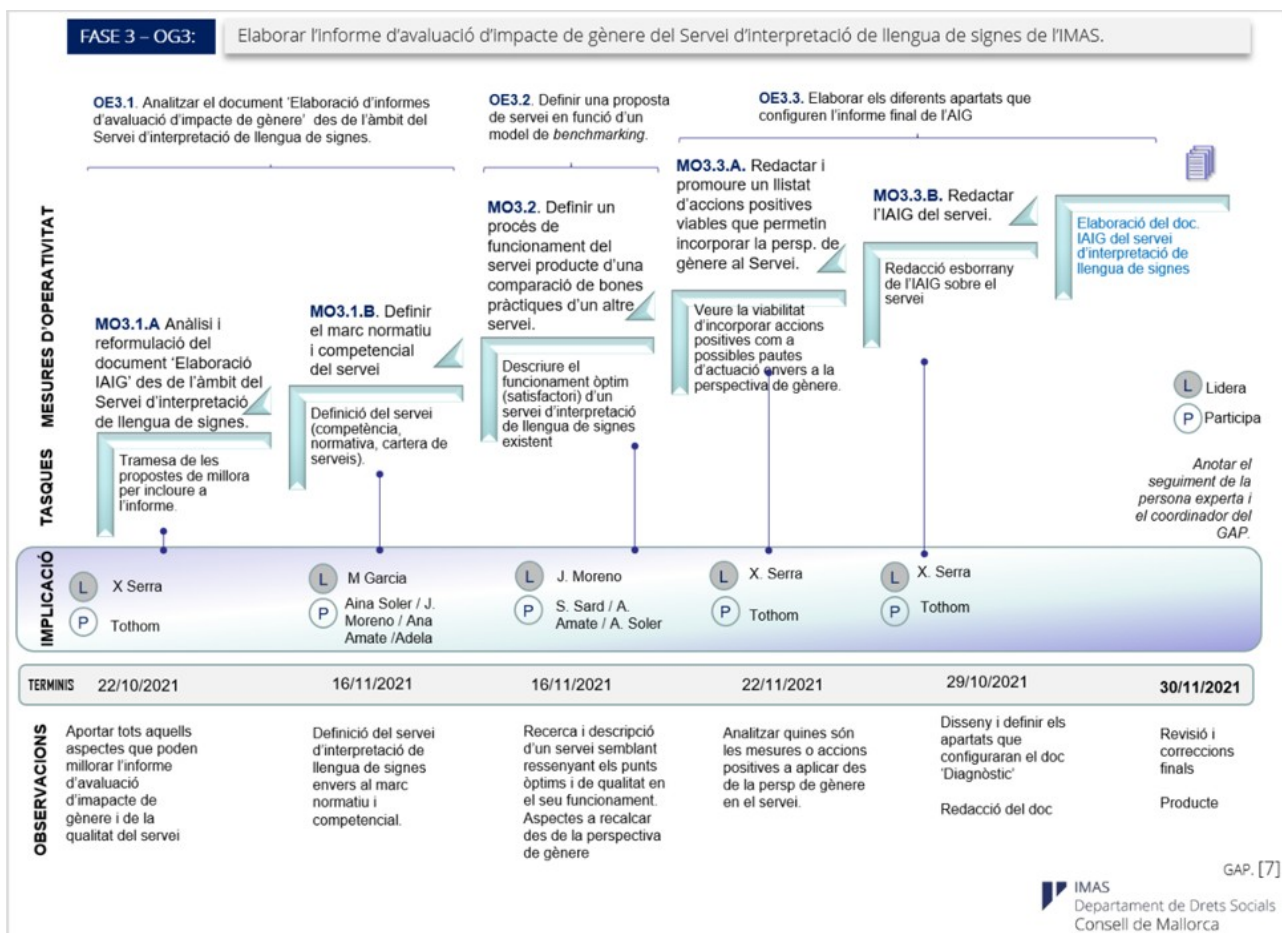 FASE 3 – OG3:
Elaborar l’informe d’avaluació d’impacte de gènere del Servei d’interpretació de llengua de signes de l’IMAS.
OE3.1. Analitzar el document ‘Elaboració d’informes
d’avaluació d’impacte de gènere’ des de l’àmbit del
Servei d’interpretació de llengua de signes.
OE3.2. Definir una proposta
de servei en funció d’un
model de benchmarking.
OE3.3. Elaborar els diferents apartats que
configuren l’informe final de l’AIG
MESURES D’OPERATIVITAT
MO3.1.A Anàlisi i
reformulació del
document ‘Elaboració
IAIG’ des de l’àmbit del
Servei d’interpretació
de llengua de signes.
MO3.1.B. Definir
el marc normatiu
i competencial
del servei
MO3.2. Definir un
procés de
funcionament del
servei producte d’una
comparació de bones
pràctiques d’un altre
servei.
MO3.3.A. Redactar i
promoure un llistat
d’accions positives
viables que permetin
incorporar la persp. de
gènere al Servei.
MO3.3.B. Redactar
l’IAIG del servei.
Elaboració del doc.
IAIG del servei
d’interpretació de
llengua de signes
TASQUES
Tramesa de les
propostes de millora
per incloure a
l’informe.
Definició del servei
(competència,
normativa, cartera de
serveis).
Descriure el
funcionament òptim
(satisfactori) d’un
servei d’interpretació
de llengua de signes
existent
Veure la viabilitat
d’incorporar accions
positives com a
possibles pautes
d’actuació envers a la
perspectiva de gènere.
Redacció esborrany
de l’IAIG sobre el
servei
L Lidera
P Participa
Anotar el
seguiment de la
persona experta i
el coordinador del
GAP.
IMPLICACIÓ
L X Serra
P Tothom
L M Garcia
P Aina Soler / J.
Moreno / Ana
Amate /Adela
L J. Moreno
P S. Sard / A.
Amate / A. Soler
L X. Serra
P Tothom
L X. Serra
P Tothom
TERMINIS 22/10/2021 16/11/2021 16/11/2021 22/11/2021 29/10/2021 30/11/2021
OBSERVACIONS
Aportar tots aquells
aspectes que poden
millorar l’informe
d’avaluació
d’imapacte de
gènere i de la
qualitat del servei
Definició del servei
d’interpretació de
llengua de signes
envers al marc
normatiu i
competencial.
Recerca i descripció
d’un servei semblant
ressenyant els punts
òptims i de qualitat en
el seu funcionament.
Aspectes a recalcar
des de la perspectiva
de gènere
Analitzar quines són
les mesures o accions
positives a aplicar des
de la persp de gènere
en el servei.
Disseny i definir els
apartats que
configuraran el doc
‘Diagnòstic’
Redacció del doc
Revisió i
correccions
finals
Producte
GAP. [7]
IMAS
Departament de Drets Socials
Consell de Mallorca